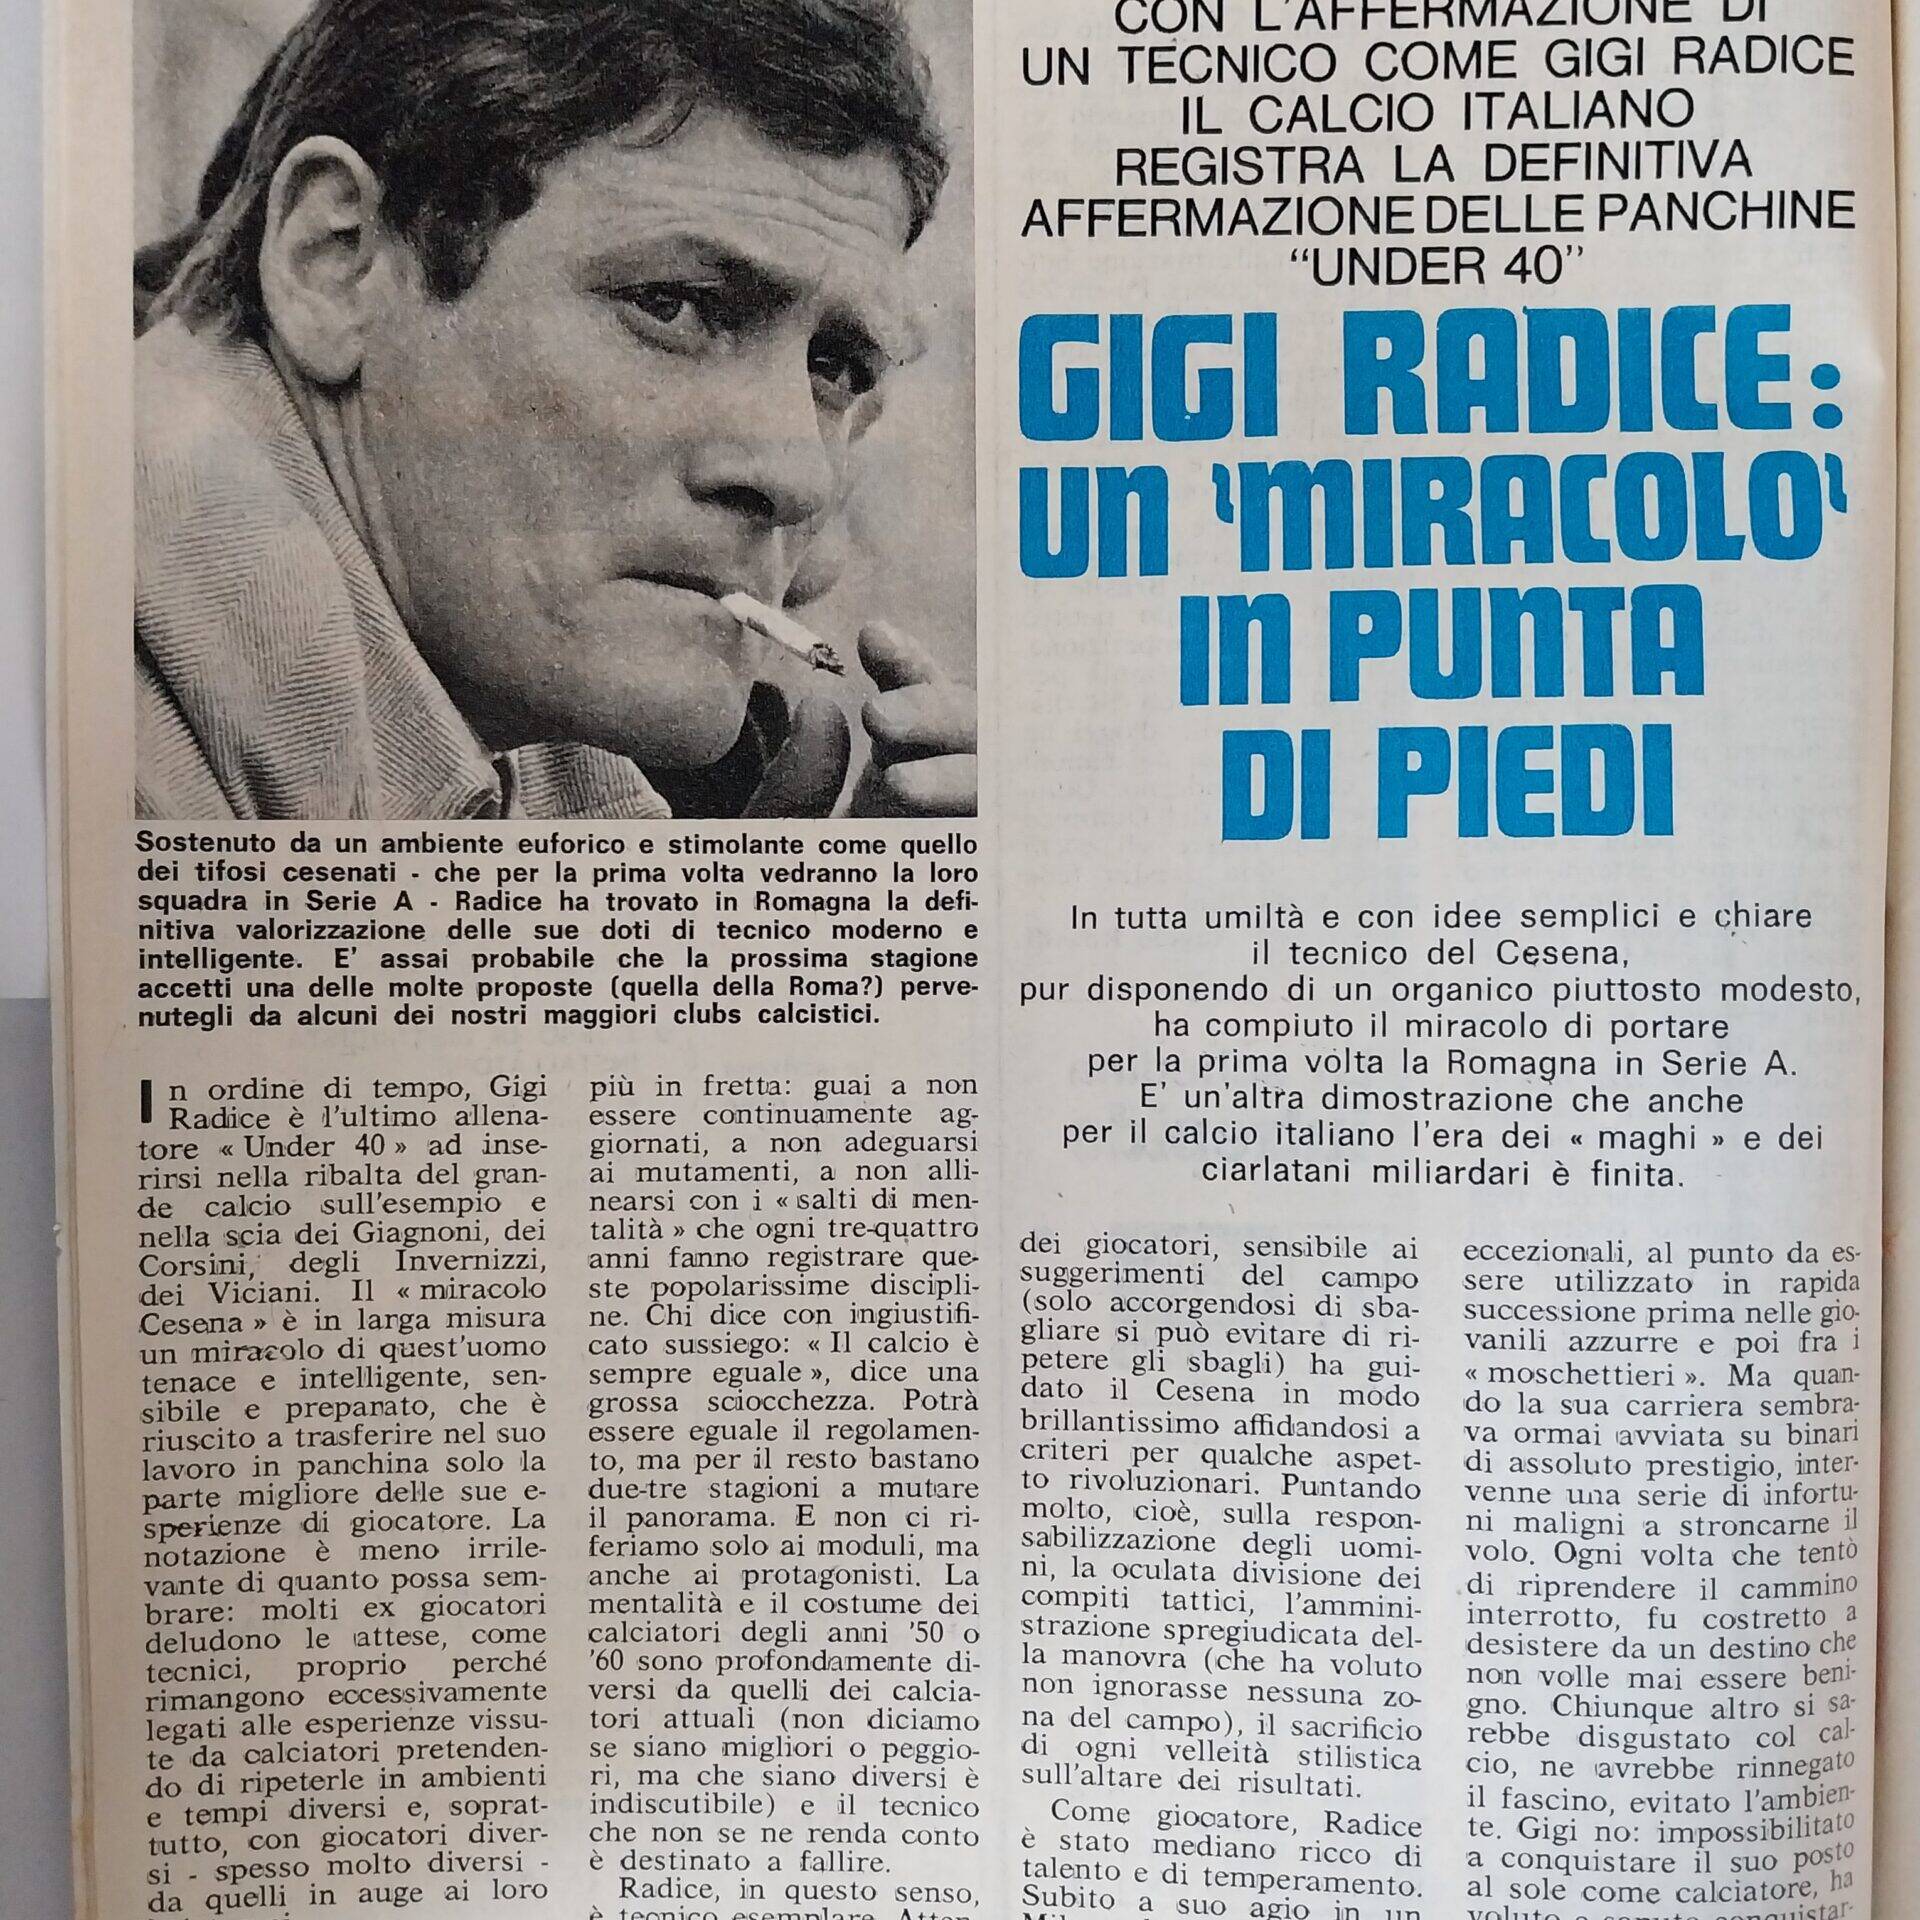 CON L'AFFERMAZIONE DI
UN TECNICO COME GIGI RADICE
IL CALCIO ITALIANO
REGISTRA LA DEFINITIVA
AFFERMAZIONE DELLE PANCHINE
“UNDER 40”
GIGI RADICE:
UN 'MIRACOLO'
IN PUNTA
DI PIEDI
Sostenuto da un ambiente euforico e stimolante come quello
dei tifosi cesenati - che per la prima volta vedranno la loro
squadra in Serie A - Radice ha trovato in Romagna la defi-
nitiva valorizzazione delle sue doti di tecnico moderno e
intelligente. E' assai probabile che la prossima stagione
accetti una delle molte proposte (quella della Roma?) perve-
nutegli da alcuni dei nostri maggiori clubs calcistici.
In tutta umiltà e con idee semplici e chiare
il tecnico del Cesena,
pur disponendo di un organico piuttosto modesto,
ha compiuto il miracolo di portare
per la prima volta la Romagna in Serie A.
E' un'altra dimostrazione che anche
per il calcio italiano l'era dei « maghi » e dei
ciarlatani miliardari è finita.
In ordine di tempo, Gigi
Radice è l'ultimo allena-
tore « Under 40 » ad inse-
rirsi nella ribalta del gran-
de calcio sull'esempio e
nella scia dei Giagnoni, dei
Corsini, degli Invernizzi,
dei Viciani. Il « miracolo
Cesena » è in larga misura
un miracolo di quest'uomo
tenace e intelligente, sen-
sibile e preparato, che è
riuscito a trasferire nel suo
lavoro in panchina solo la
parte migliore delle sue e-
sperienze di giocatore. La
notazione è meno irrile-
vante di quanto possa sem-
brare: molti ex giocatori
deludono le attese, come
tecnici, proprio perché
rimangono eccessivamente
legati alle esperienze vissu-
te da calciatori pretenden-
do di ripeterle in ambienti
e tempi diversi e, soprat-
tutto, con giocatori diver-
si - spesso molto diversi -
da quelli in auge ai loro
più in fretta: guai a non
essere continuamente ag-
giornati, a non adeguarsi
ai mutamenti, a non alli-
nearsi con i « salti di men-
talità » che ogni tre-quattro
anni fanno registrare que-
ste popolarissime discipli-
ne. Chi dice con ingiustifi-
cato sussiego: « Il calcio è
sempre eguale », dice una
grossa sciocchezza. Potrà
essere eguale il regolamen-
to, ma per il resto bastano
due-tre stagioni a mutare
il panorama. E non ci ri-
feriamo solo ai moduli, ma
anche ai protagonisti. La
mentalità e il costume dei
calciatori degli anni '50 o
'60 sono profondamente di-
versi da quelli dei calcia-
tori attuali (non diciamo
se siano migliori o peggio-
ri, ma che siano diversi è
indiscutibile) e il tecnico
che non se ne renda conto
è destinato a fallire.
Radice, in questo senso,
è tecnico esemplare. Atten-
dei giocatori, sensibile ai
suggerimenti del campo
(solo accorgendosi di sba-
gliare si può evitare di ri-
petere gli sbagli) ha gui-
dato il Cesena in modo
brillantissimo affidandosi a
criteri per qualche aspet-
to rivoluzionari. Puntando
molto, cioè, sulla respon-
sabilizzazione degli uomi-
ni, la oculata divisione dei
compiti tattici, l'ammini-
strazione spregiudicata del-
la manovra (che ha voluto
non ignorasse nessuna zo-
na del campo), il sacrificio
di ogni velleità stilistica
sull'altare dei risultati.
Come giocatore, Radice
è stato mediano ricco di
talento e di temperamento.
Subito a suo agio in un
eccezionali, al punto da es-
sere utilizzato in rapida
successione prima nelle gio-
vanili azzurre e poi fra i
« moschettieri ». Ma quan-
do la sua carriera sembra-
va ormai avviata su binari
di assoluto prestigio, inter-
venne una serie di infortu-
ni maligni a stroncarne il
volo. Ogni volta che tentò
di riprendere il cammino
interrotto, fu costretto a
desistere da un destino che
non volle mai essere beni-
gno. Chiunque altro si sa-
rebbe disgustato col cal-
cio, ne avrebbe rinnegato
il fascino, evitato l'ambien-
te. Gigi no: impossibilitato
a conquistare il suo posto
al sole come calciatore, ha